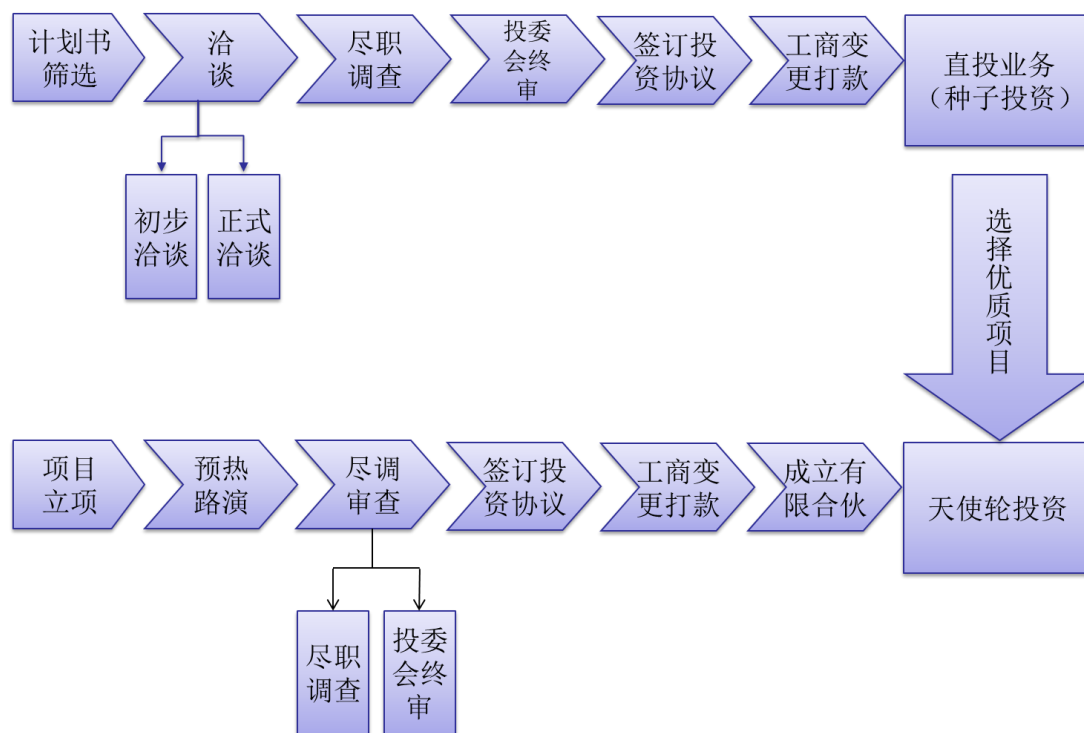 计划书
筛选
洽
谈
尽职
调查
投委
会终
审
签订投
资协议
工商变
更打款
直投业务
（种子投资）
初步
洽谈
正式
洽谈
选择优质项目
项目
立项
预热
路演
尽调
审查
签订投
资协议
工商变
更打款
成立有
限合伙
天使轮投资
尽职
调查
投委
会终
审